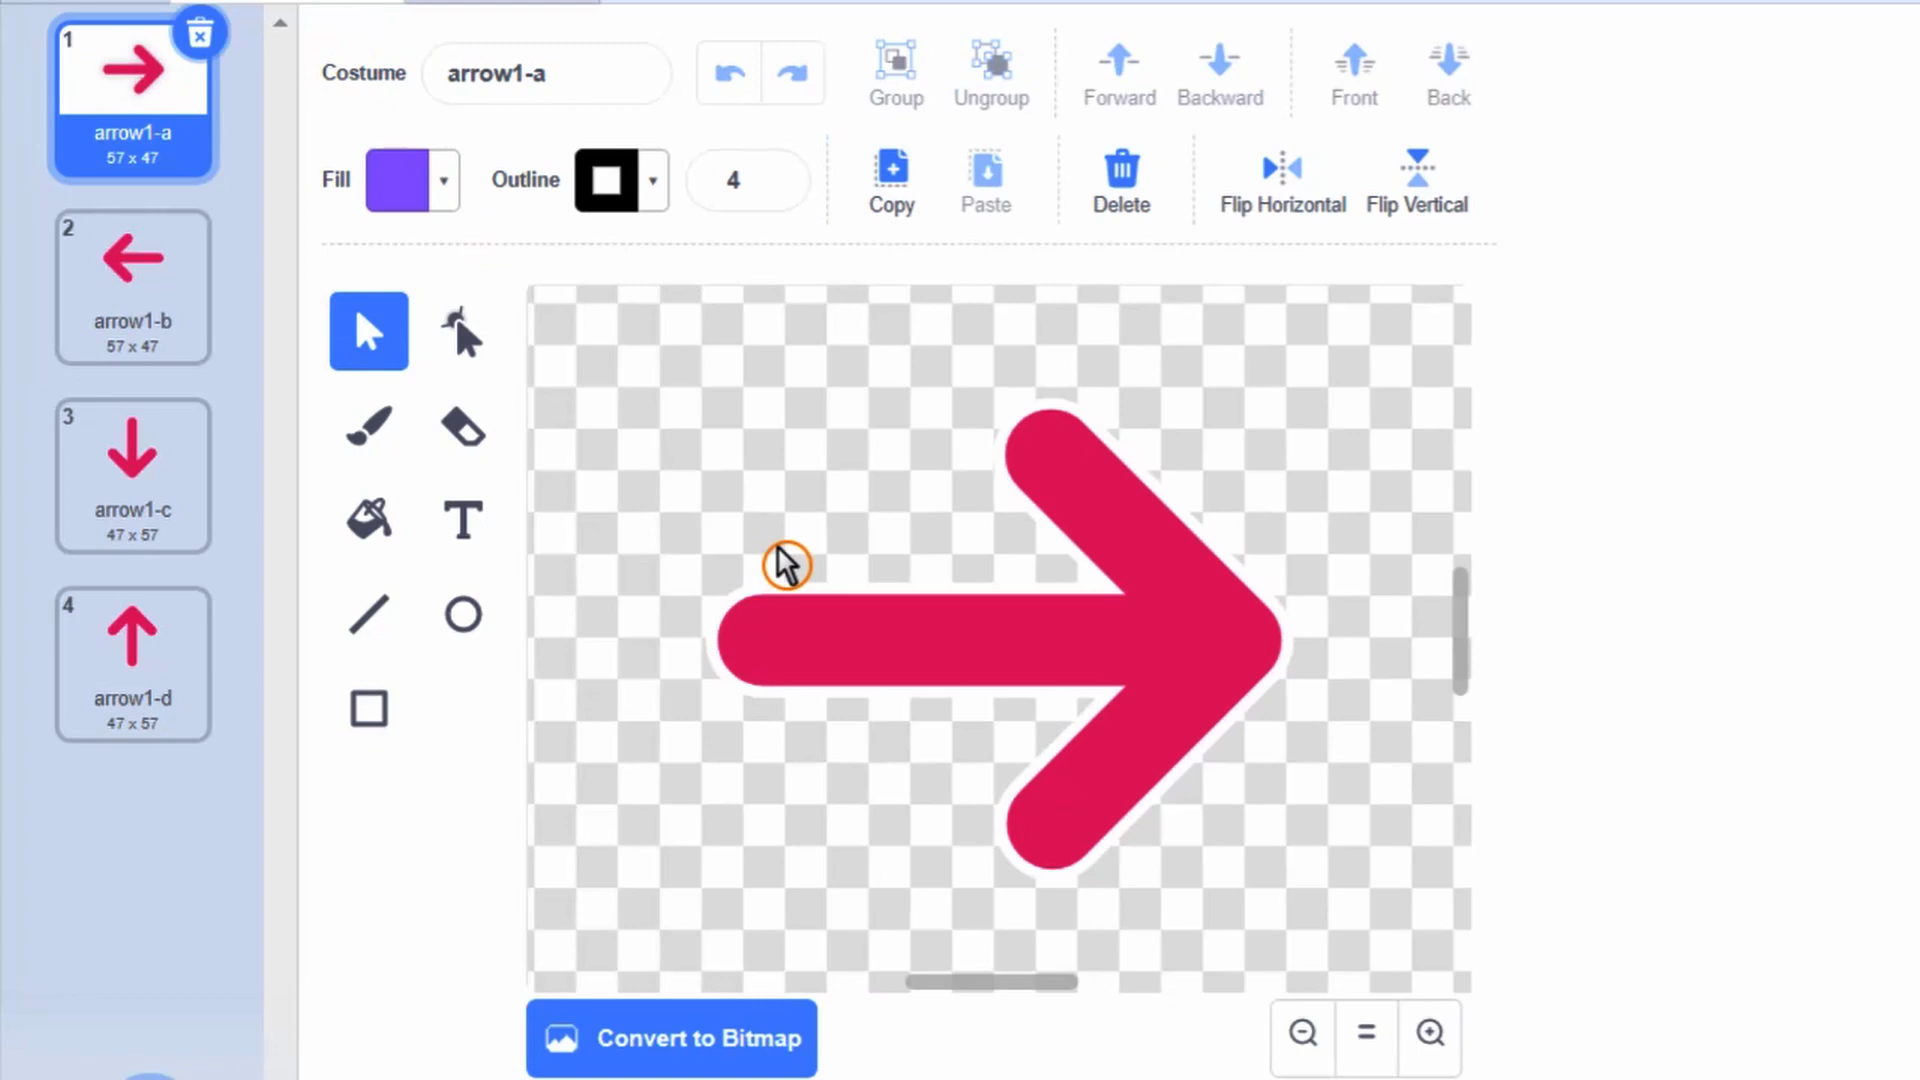 1
arrow1-a
57 x 47
2
arrow1-b
57 x 47
3
arrow1-c
47 x 57
4
arrow1-d
47 x 57
Costume arrow1-a
Group Ungroup Forward Backward Front Back
Fill Outline 4
Copy Paste Delete Flip Horizontal Flip Vertical
T
Convert to Bitmap
=